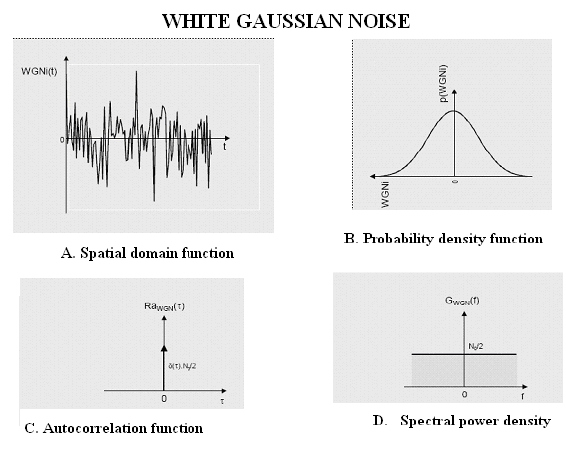 WHITE GAUSSIAN NOISE
WGNi(t)
0
t
A. Spatial domain function
p(WGNi)
WGNi
0
B. Probability density function
Ra_WGN(τ)
δ(τ).N₀/2
0
τ
C. Autocorrelation function
G_WGN(f)
N₀/2
0
f
D. Spectral power density